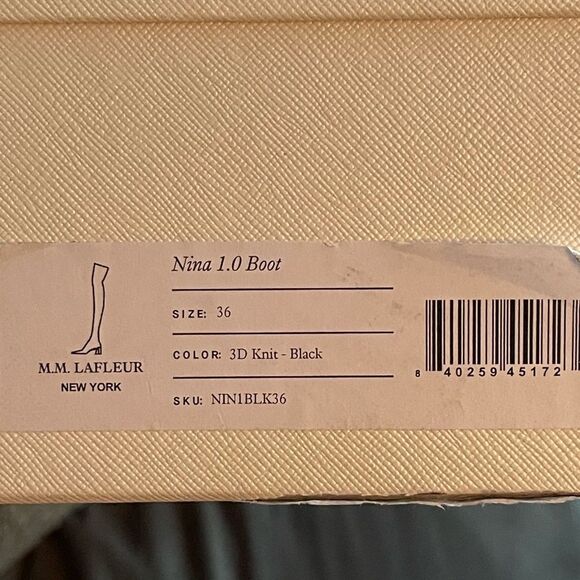 Nina 1.0 Boot
SIZE: 36
COLOR: 3D Knit - Black
SKU: NIN1BLK36
M.M. LAFLEUR
NEW YORK
8 40259 45172